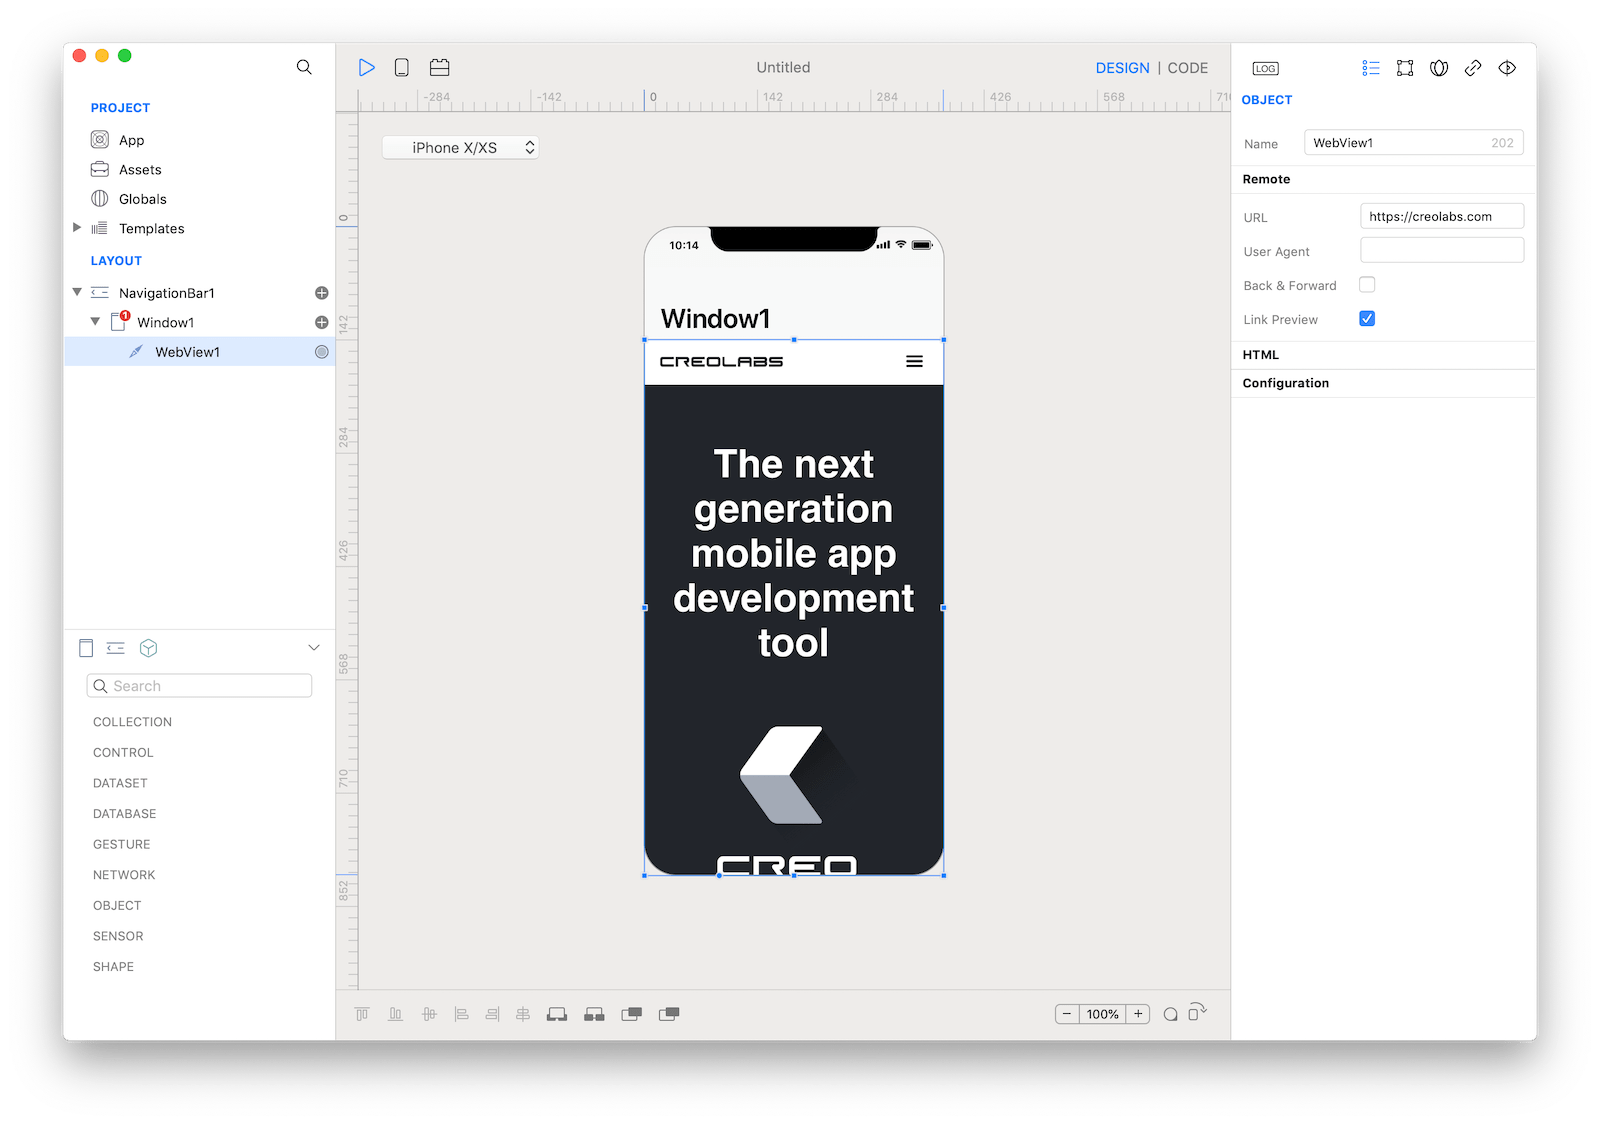 Untitled
DESIGN | CODE
LOG
PROJECT
App
Assets
Globals
Templates
LAYOUT
NavigationBar1
1
Window1
WebView1
Search
COLLECTION
CONTROL
DATASET
DATABASE
GESTURE
NETWORK
OBJECT
SENSOR
SHAPE
-284
-142
0
142
284
426
568
710
0
142
284
426
568
710
852
iPhone X/XS
10:14
Window1
CREOLABS
The next
generation
mobile app
development
tool
CREO
100%
OBJECT
Name
WebView1
202
Remote
URL
https://creolabs.com
User Agent
Back & Forward
Link Preview
HTML
Configuration